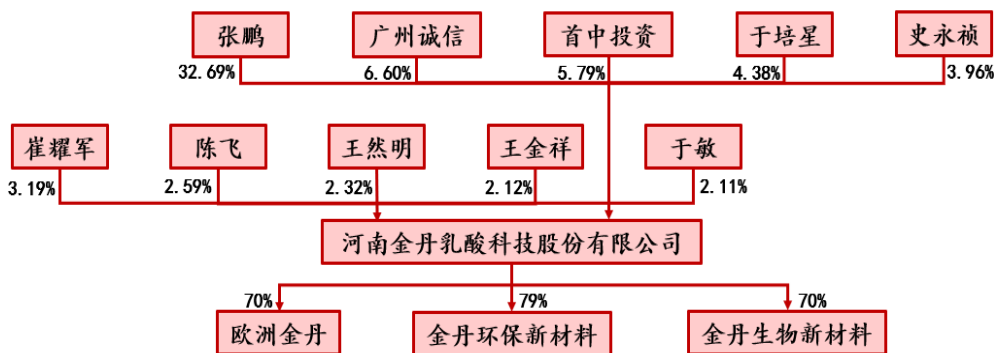 张鹏 广州诚信 首中投资 于培星 史永祯
32.69% 6.60% 5.79% 4.38% 3.96%
崔耀军 陈飞 王然明 王金祥 于敏
3.19% 2.59% 2.32% 2.12% 2.11%
河南金丹乳酸科技股份有限公司
70% 79% 70%
欧洲金丹 金丹环保新材料 金丹生物新材料